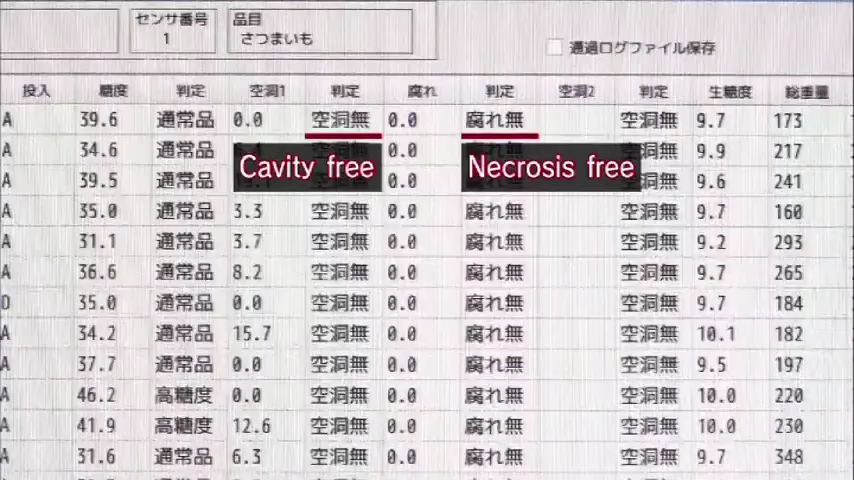 センサ番号 品目
1 さつまいも
通過ログファイル保存
投入 糖度 判定 空洞1 判定 腐れ 判定 空洞2 判定 生糖度 総重量
A 39.6 通常品 0.0 空洞無 0.0 腐れ無 空洞無 9.7 173
A 34.6 通常品 0.0 空洞無 9.9 217
Cavity free Necrosis free
A 39.5 通常品 0.0 空洞無 9.6 241
A 35.0 通常品 3.3 空洞無 0.0 腐れ無 空洞無 9.7 160
A 31.1 通常品 3.7 空洞無 0.0 腐れ無 空洞無 9.2 293
A 36.6 通常品 8.2 空洞無 0.0 腐れ無 空洞無 9.7 265
D 35.0 通常品 0.0 空洞無 0.0 腐れ無 空洞無 9.7 184
A 34.2 通常品 15.7 空洞無 0.0 腐れ無 空洞無 10.1 182
A 37.7 通常品 0.0 空洞無 0.0 腐れ無 空洞無 9.5 197
A 46.2 高糖度 0.0 空洞無 0.0 腐れ無 空洞無 10.0 220
A 41.9 高糖度 12.6 空洞無 0.0 腐れ無 空洞無 10.0 230
A 31.6 通常品 6.3 空洞無 0.0 腐れ無 空洞無 9.7 348